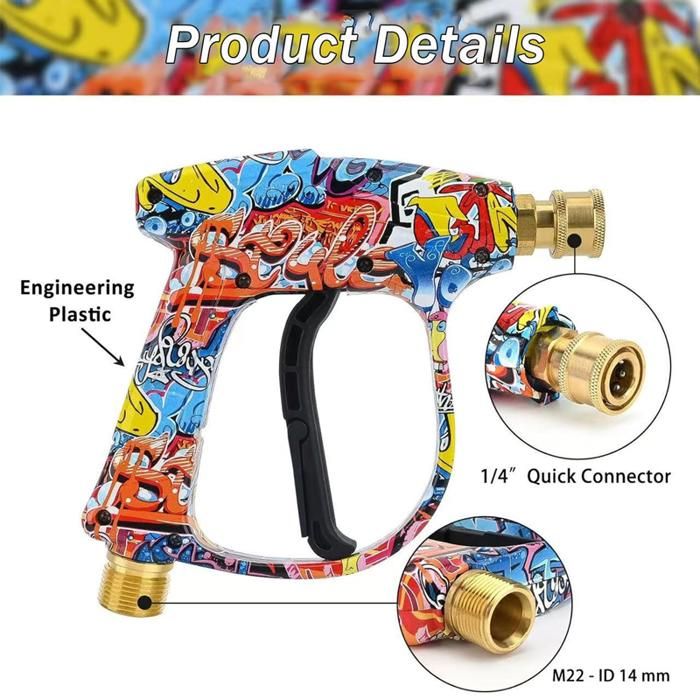 Product Details
Engineering
Plastic
1/4" Quick Connector
M22 - ID 14 mm